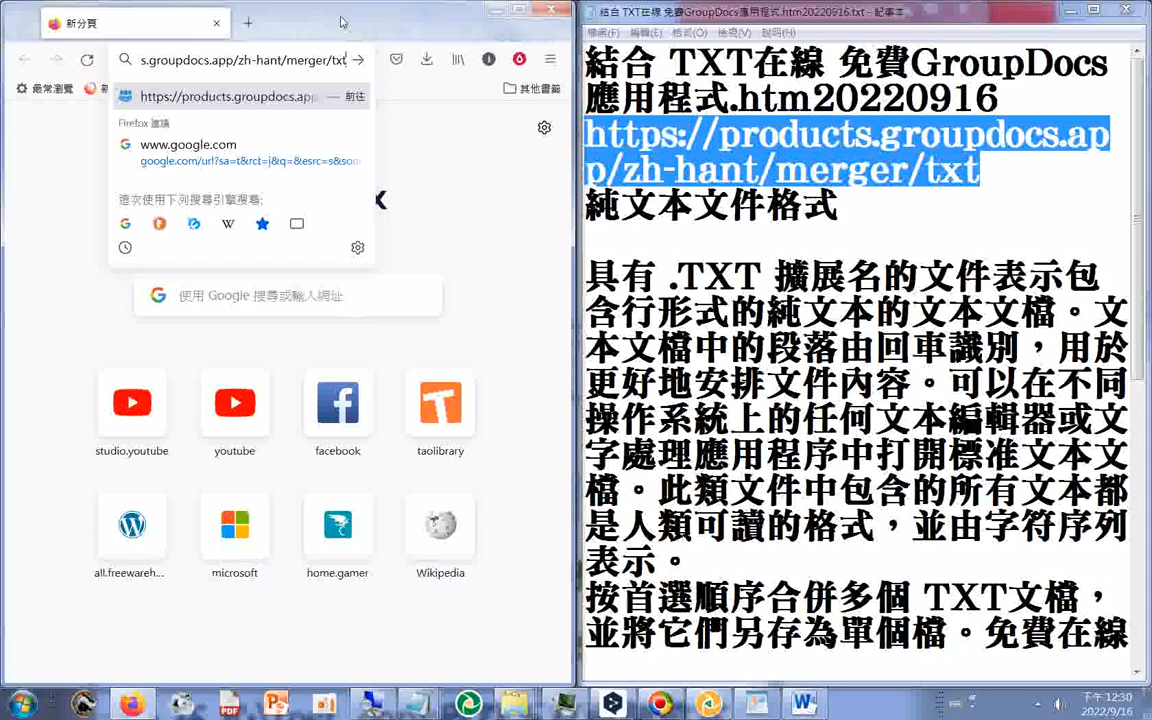 新分頁
s.groupdocs.app/zh-hant/merger/txt
最常瀏覽
其他書籤
https://products.groupdocs.app — 前往
Firefox 建議
www.google.com
google.com/url?sa=t&rct=j&q=&esrc=s&sou
這次使用下列搜尋引擎搜尋:
使用 Google 搜尋或輸入網址
studio.youtube
youtube
facebook
taolibrary
all.freewareh...
microsoft
home.gamer
Wikipedia
結合 TXT在線 免費GroupDocs應用程式.htm20220916.txt - 記事本
檔案(F) 編輯(E) 格式(O) 檢視(V) 說明(H)
結合 TXT在線 免費GroupDocs
應用程式.htm20220916
https://products.groupdocs.ap
p/zh-hant/merger/txt
純文本文件格式
具有 .TXT 擴展名的文件表示包
含行形式的純文本的文本文檔。文
本文檔中的段落由回車識別，用於
更好地安排文件內容。可以在不同
操作系統上的任何文本編輯器或文
字處理應用程序中打開標准文本文
檔。此類文件中包含的所有文本都
是人類可讀的格式，並由字符序列
表示。
按首選順序合併多個 TXT文檔，
並將它們另存為單個檔。免費在線
下午 12:30
2022/9/16